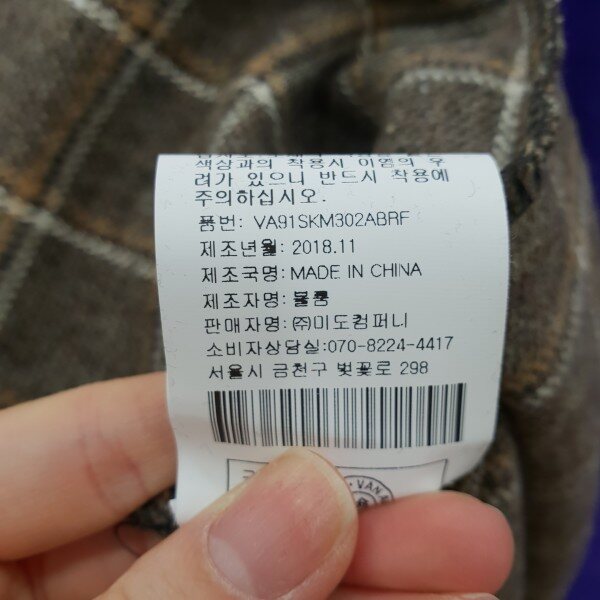 색상과의 착용시 이염의 우
려가 있으니 반드시 착용에
주의하십시오.
품번: VA91SKM302ABRF
제조년월: 2018.11
제조국명: MADE IN CHINA
제조자명: 볼륨
판매자명: ㈜미도컴퍼니
소비자상담실:070-8224-4417
서울시 금천구 벚꽃로 298
VAN